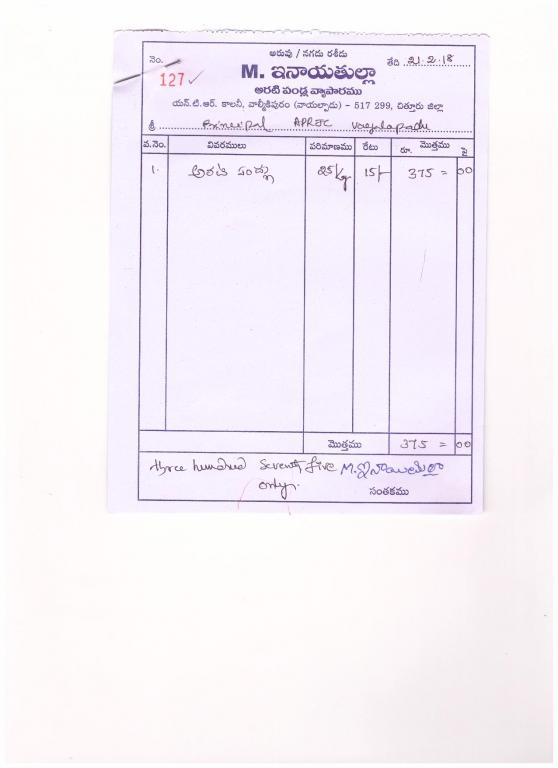 అరువు / నగదు రశీదు
నెం. 127
తేది 21.2.18
M. ఇనాయతుల్లా
అరటి పండ్ల వ్యాపారము
యన్.టి.ఆర్. కాలనీ, వాల్మీకిపురం (వాయల్పాడు) - 517 299, చిత్తూరు జిల్లా
శ్రీ Principal APRJC Vayalapadu
వ.నెం. వివరములు పరిమాణము రేటు మొత్తము రూ. పై
1. అరటి పండ్లు 25 kg 15/- 375 = 00
మొత్తము 375 = 00
three hundred Seventy five only.
M. ఇనాయతుల్లా
సంతకము